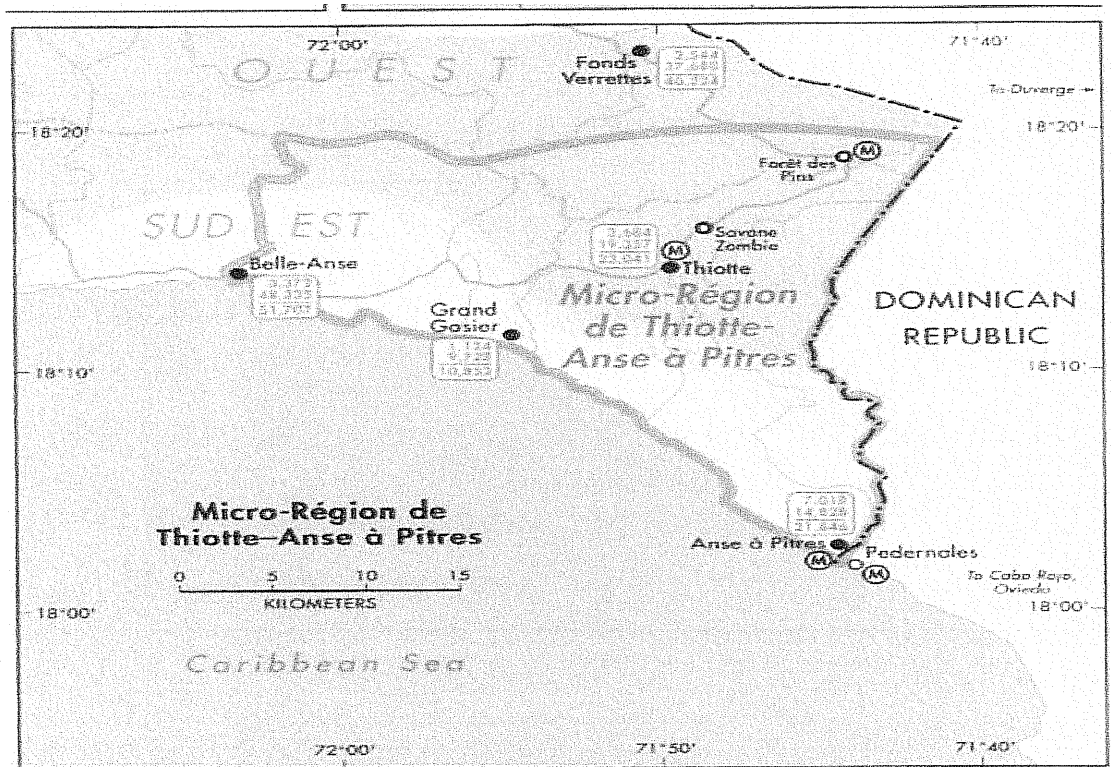 72°00'
71°40'
OUEST
Fonds
Verrettes
To Duverge
18°20'
18°20'
Forêt des
Pins
M
SUD EST
Savane
Zombie
M
Belle-Anse
Thiotte
Grand
Gosier
Micro-Région
de Thiotte-
Anse à Pitres
DOMINICAN
REPUBLIC
10,852
18°10'
18°10'
Micro-Région de
Thiotte–Anse à Pitres
Anse à Pitres
Pedernales
M
M
0 5 10 15
KILOMETERS
To Cabo Rojo,
Oviedo
18°00'
18°00'
Caribbean Sea
72°00'
71°50'
71°40'